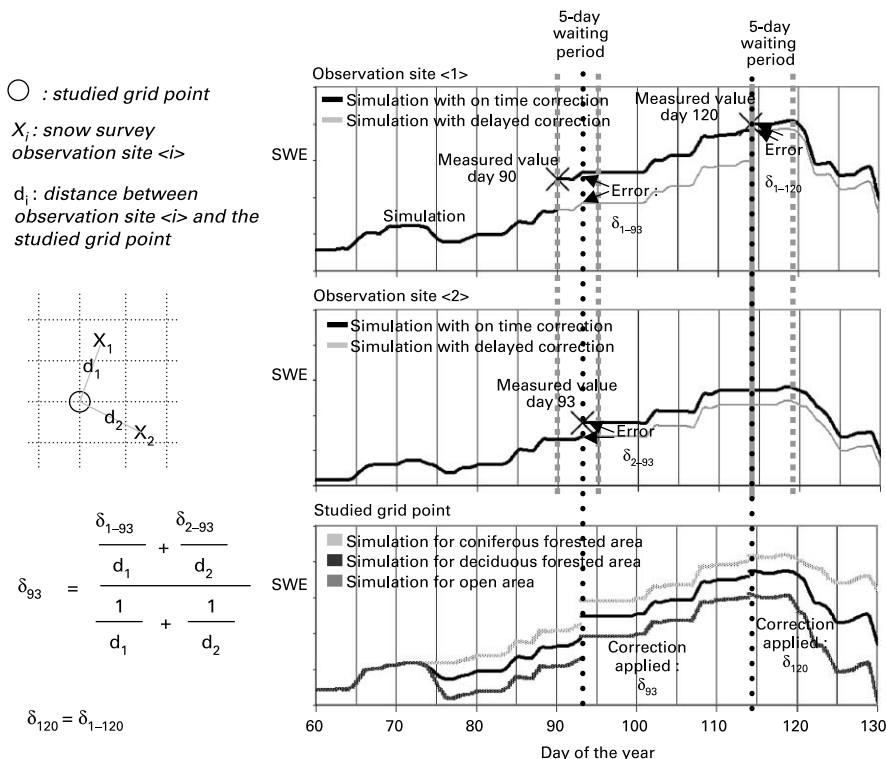 5-day
waiting
period
5-day
waiting
period
: studied grid point
Xi : snow survey
observation site <i>
di : distance between
observation site <i> and the
studied grid point
X1
d1
d2
X2
δ93 = (δ1–93 / d1 + δ2–93 / d2) / (1 / d1 + 1 / d2)
δ120 = δ1–120
Observation site <1>
Simulation with on time correction
Simulation with delayed correction
SWE
Measured value
day 90
Measured value
day 120
Simulation
Error :
δ1–93
Error
δ1–120
Observation site <2>
Simulation with on time correction
Simulation with delayed correction
SWE
Measured value
day 93
Error
δ2–93
Studied grid point
Simulation for coniferous forested area
Simulation for deciduous forested area
Simulation for open area
SWE
Correction
applied :
δ93
Correction
applied :
δ120
60 70 80 90 100 110 120 130
Day of the year